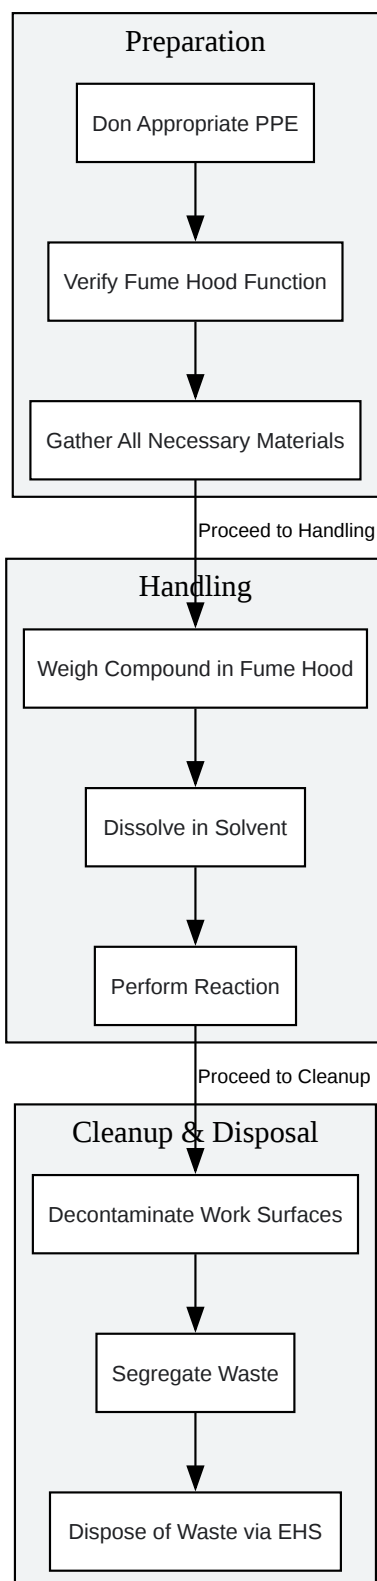 Preparation
Don Appropriate PPE
Verify Fume Hood Function
Gather All Necessary Materials
Proceed to Handling
Handling
Weigh Compound in Fume Hood
Dissolve in Solvent
Perform Reaction
Proceed to Cleanup
Cleanup & Disposal
Decontaminate Work Surfaces
Segregate Waste
Dispose of Waste via EHS